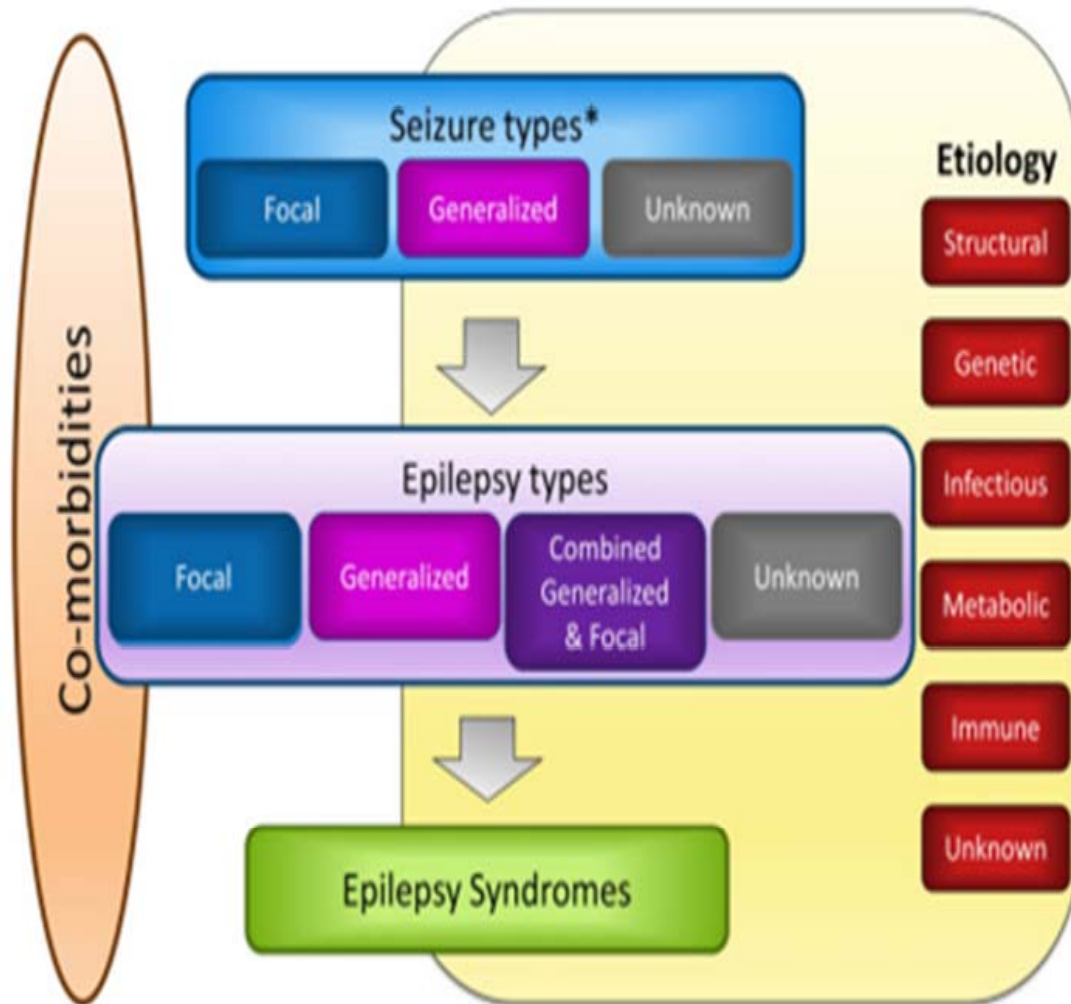 Co-morbidities
Seizure types*
Focal
Generalized
Unknown
Epilepsy types
Focal
Generalized
Combined
Generalized
& Focal
Unknown
Epilepsy Syndromes
Etiology
Structural
Genetic
Infectious
Metabolic
Immune
Unknown